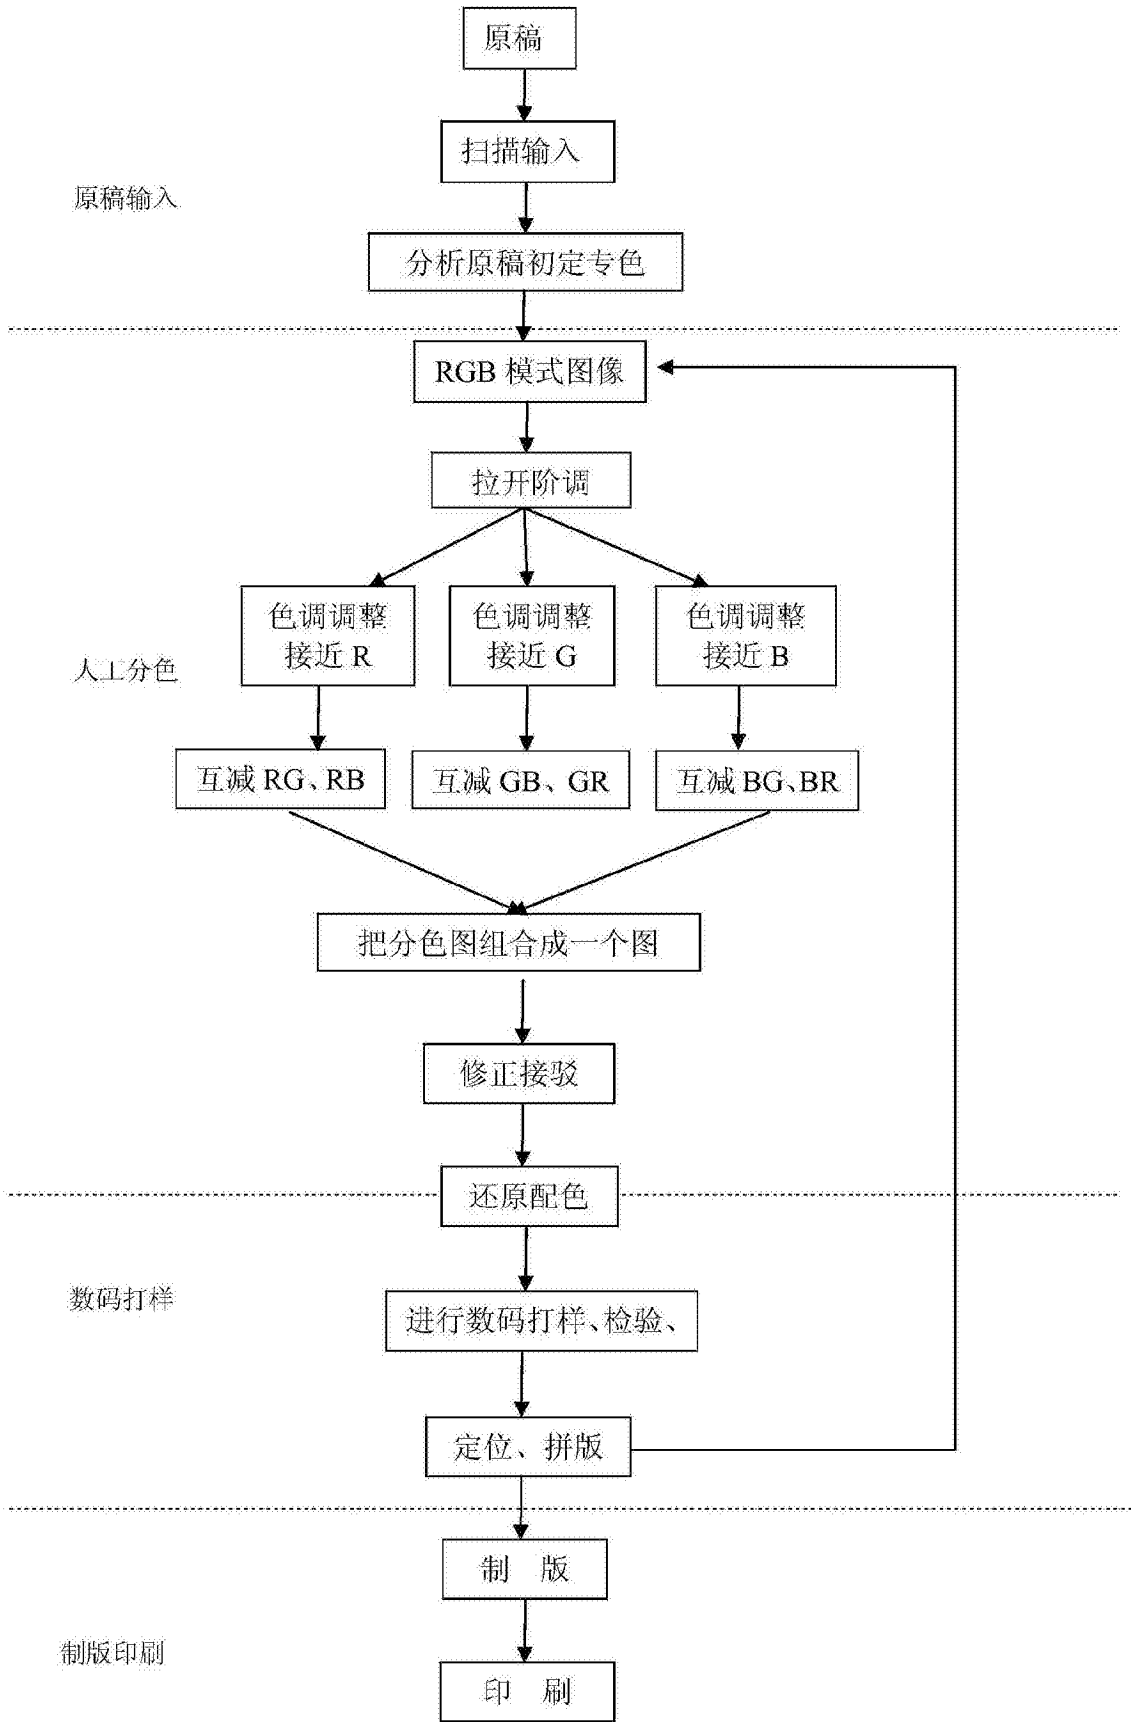 原稿
扫描输入
原稿输入
分析原稿初定专色
RGB 模式图像
拉开阶调
色调调整
接近 R
色调调整
接近 G
色调调整
接近 B
人工分色
互减 RG、RB
互减 GB、GR
互减 BG、BR
把分色图组合成一个图
修正接驳
还原配色
数码打样
进行数码打样、检验、
定位、拼版
制 版
制版印刷
印 刷